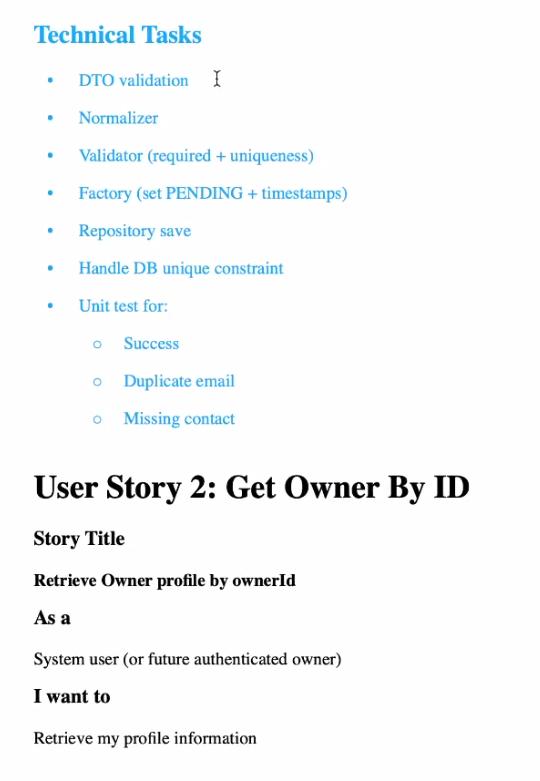 Technical Tasks
• DTO validation
• Normalizer
• Validator (required + uniqueness)
• Factory (set PENDING + timestamps)
• Repository save
• Handle DB unique constraint
• Unit test for:
○ Success
○ Duplicate email
○ Missing contact
User Story 2: Get Owner By ID
Story Title
Retrieve Owner profile by ownerId
As a
System user (or future authenticated owner)
I want to
Retrieve my profile information